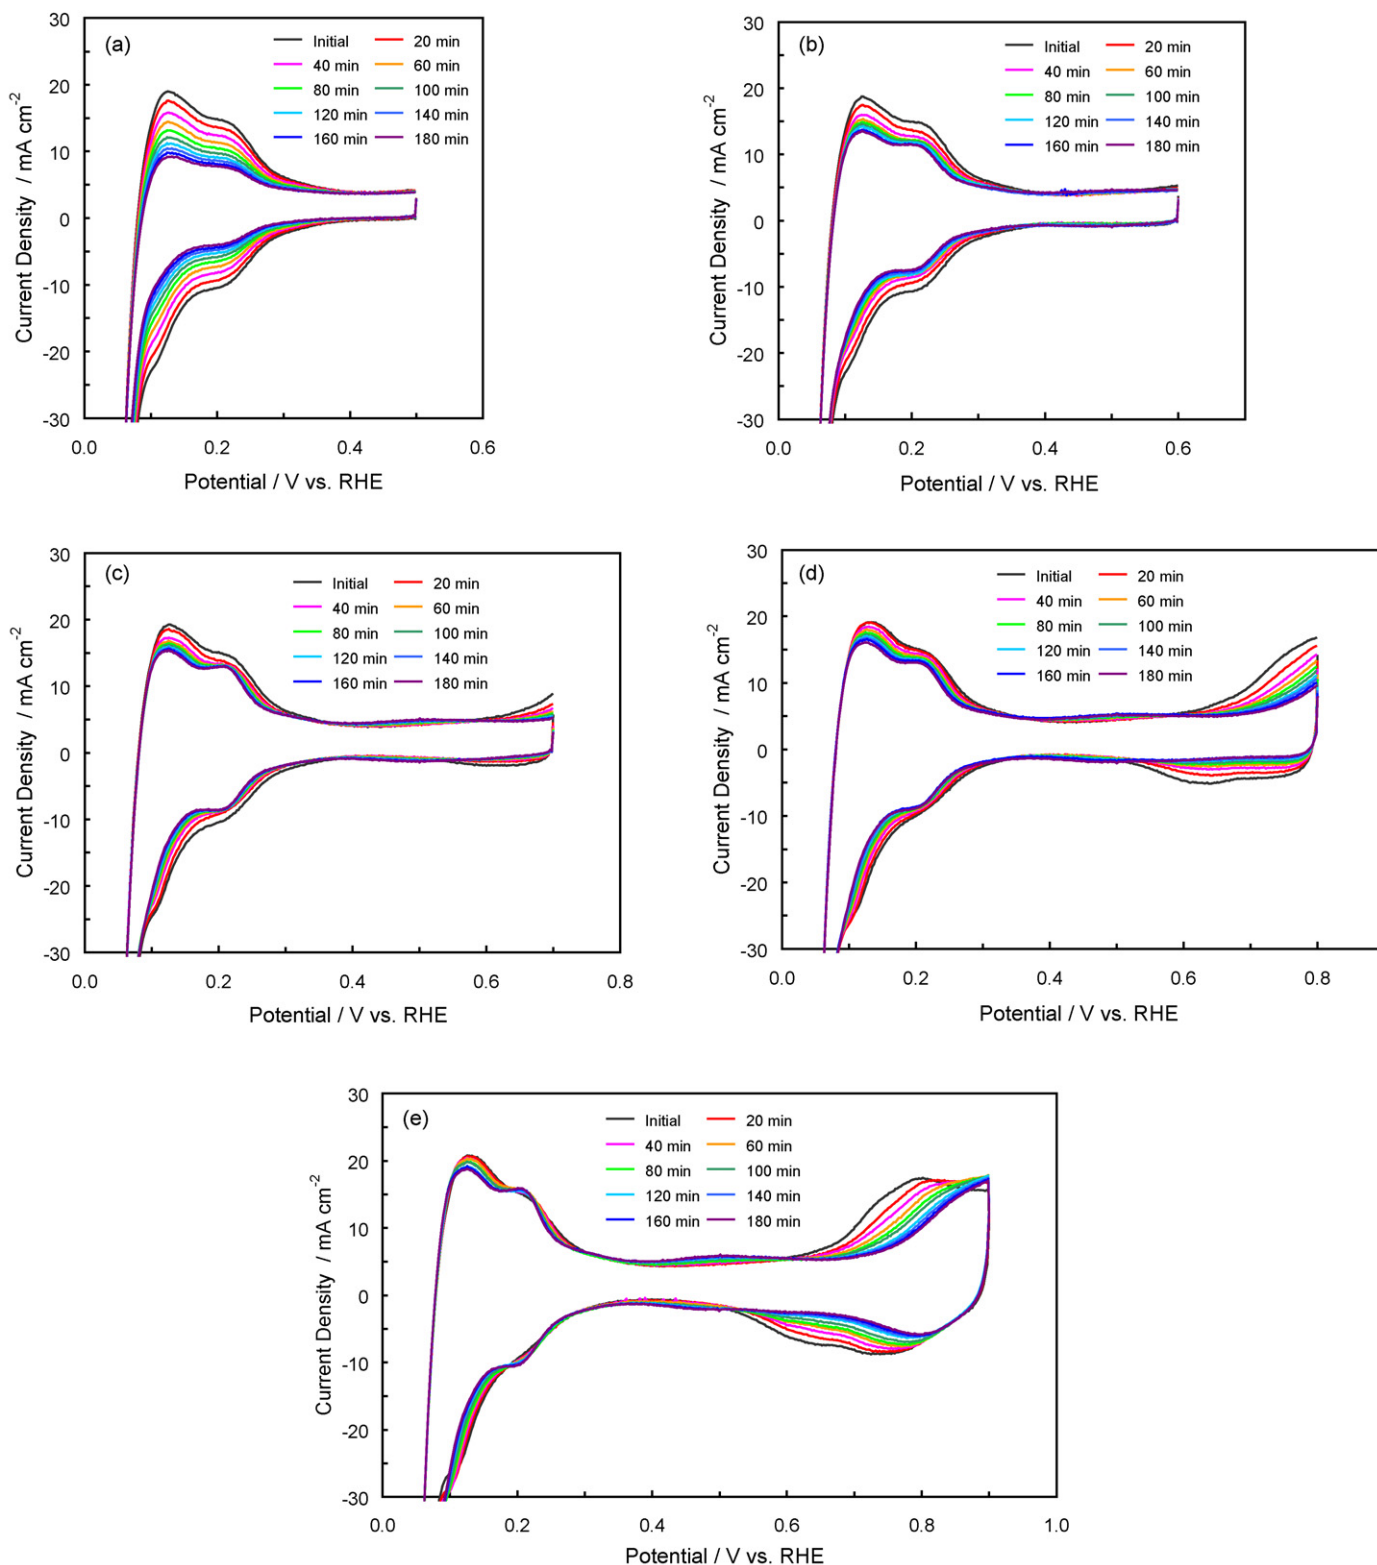 (a)
Initial 20 min
40 min 60 min
80 min 100 min
120 min 140 min
160 min 180 min
30
20
10
0
-10
-20
-30
Current Density / mA cm⁻²
0.0 0.2 0.4 0.6
Potential / V vs. RHE
(b)
Initial 20 min
40 min 60 min
80 min 100 min
120 min 140 min
160 min 180 min
30
20
10
0
-10
-20
-30
Current Density / mA cm⁻²
0.0 0.2 0.4 0.6
Potential / V vs. RHE
(c)
Initial 20 min
40 min 60 min
80 min 100 min
120 min 140 min
160 min 180 min
30
20
10
0
-10
-20
-30
Current Density / mA cm⁻²
0.0 0.2 0.4 0.6 0.8
Potential / V vs. RHE
(d)
Initial 20 min
40 min 60 min
80 min 100 min
120 min 140 min
160 min 180 min
30
20
10
0
-10
-20
-30
Current Density / mA cm⁻²
0.0 0.2 0.4 0.6 0.8
Potential / V vs. RHE
(e)
Initial 20 min
40 min 60 min
80 min 100 min
120 min 140 min
160 min 180 min
30
20
10
0
-10
-20
-30
Current Density / mA cm⁻²
0.0 0.2 0.4 0.6 0.8 1.0
Potential / V vs. RHE